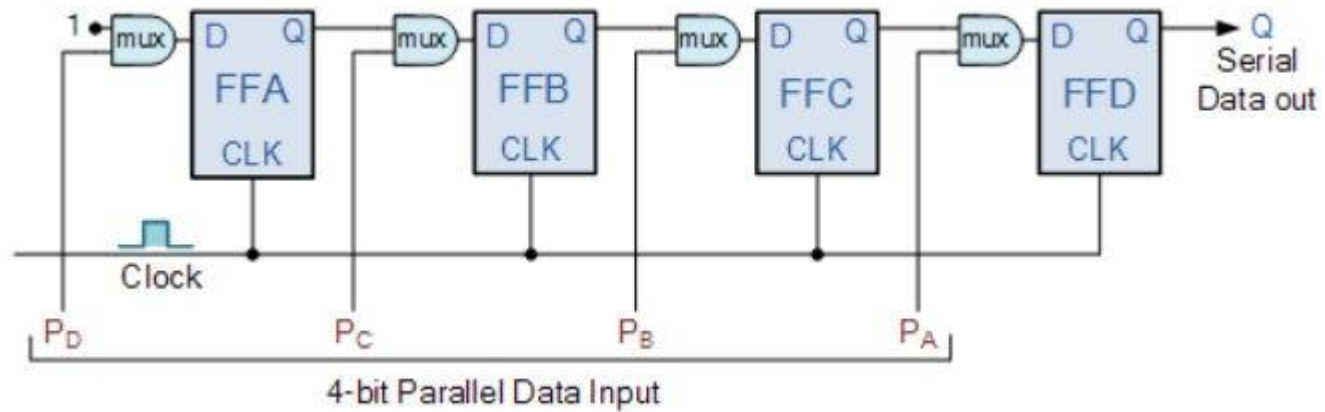 1
mux D Q mux D Q mux D Q mux D Q Q
FFA FFB FFC FFD Serial
Data out
CLK CLK CLK CLK
Clock
PD PC PB PA
4-bit Parallel Data Input